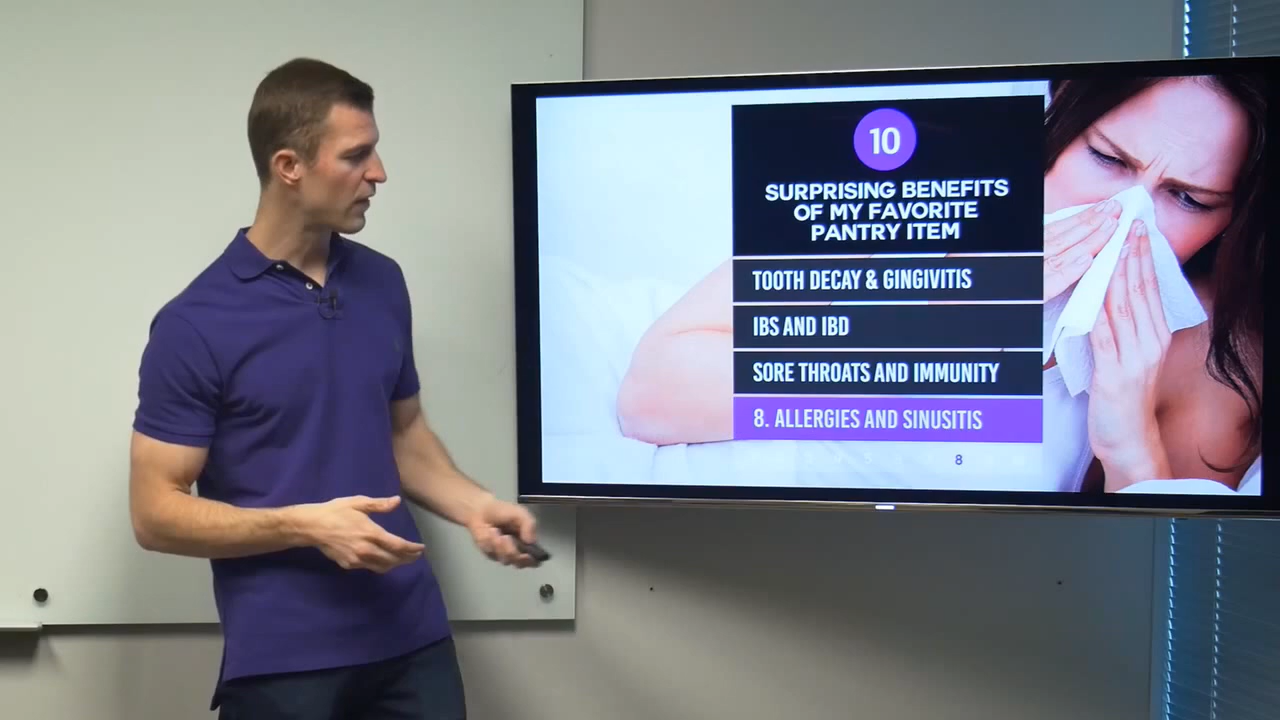 10
SURPRISING BENEFITS
OF MY FAVORITE
PANTRY ITEM
TOOTH DECAY & GINGIVITIS
IBS AND IBD
SORE THROATS AND IMMUNITY
8. ALLERGIES AND SINUSITIS
8